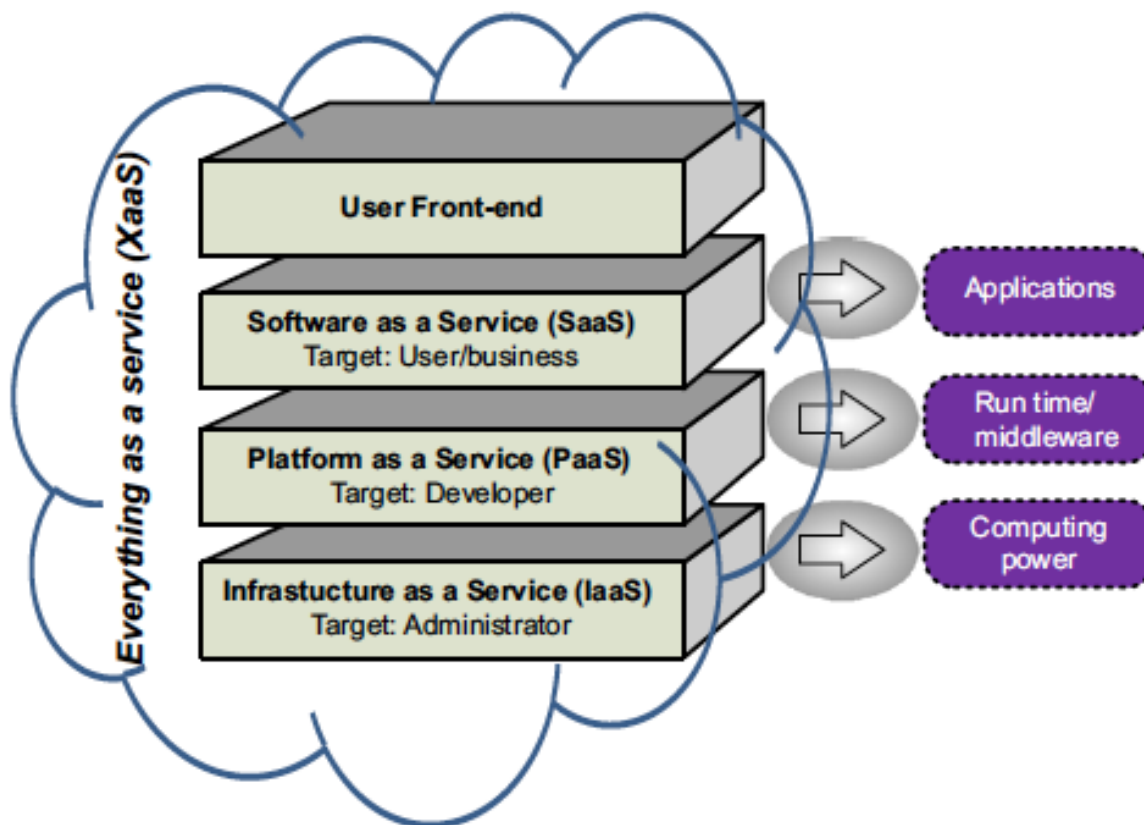 Everything as a service (XaaS)
User Front-end
Software as a Service (SaaS)
Target: User/business
Applications
Platform as a Service (PaaS)
Target: Developer
Run time/
middleware
Infrastucture as a Service (IaaS)
Target: Administrator
Computing
power